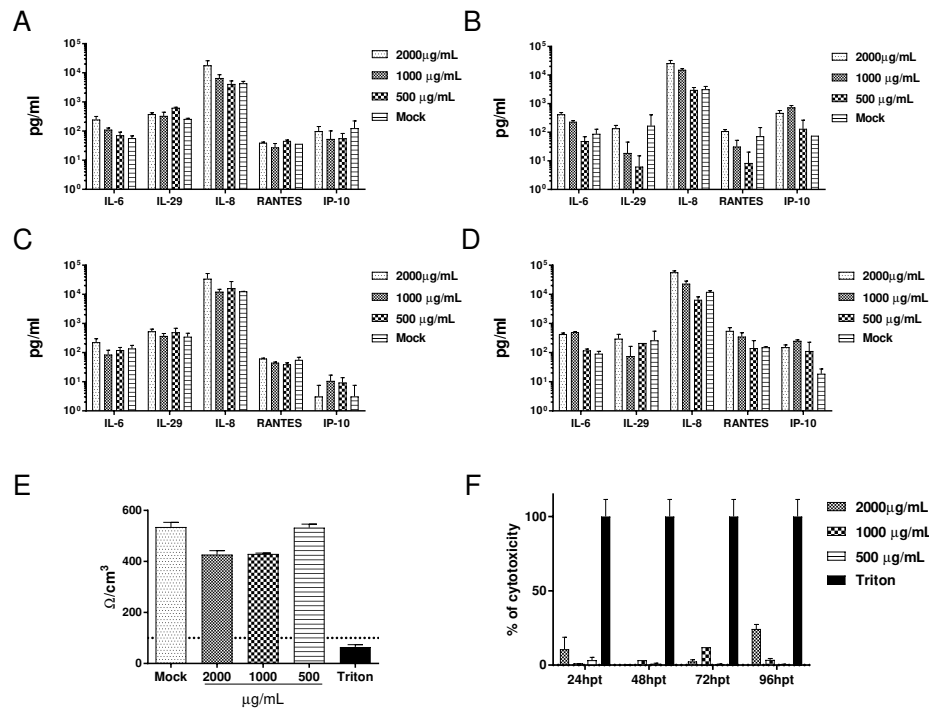 A
pg/ml
10⁵
10⁴
10³
10²
10¹
10⁰
IL-6 IL-29 IL-8 RANTES IP-10
2000µg/mL
1000 µg/mL
500 µg/mL
Mock
B
pg/ml
10⁵
10⁴
10³
10²
10¹
10⁰
IL-6 IL-29 IL-8 RANTES IP-10
2000µg/mL
1000 µg/mL
500 µg/mL
Mock
C
pg/ml
10⁵
10⁴
10³
10²
10¹
10⁰
IL-6 IL-29 IL-8 RANTES IP-10
2000µg/mL
1000 µg/mL
500 µg/mL
Mock
D
pg/ml
10⁵
10⁴
10³
10²
10¹
10⁰
IL-6 IL-29 IL-8 RANTES IP-10
2000µg/mL
1000 µg/mL
500 µg/mL
Mock
E
Ω/cm³
600
400
200
0
Mock 2000 1000 500 Triton
µg/mL
F
% of cytotoxicity
100
50
0
24hpt 48hpt 72hpt 96hpt
2000µg/mL
1000 µg/mL
500 µg/mL
Triton